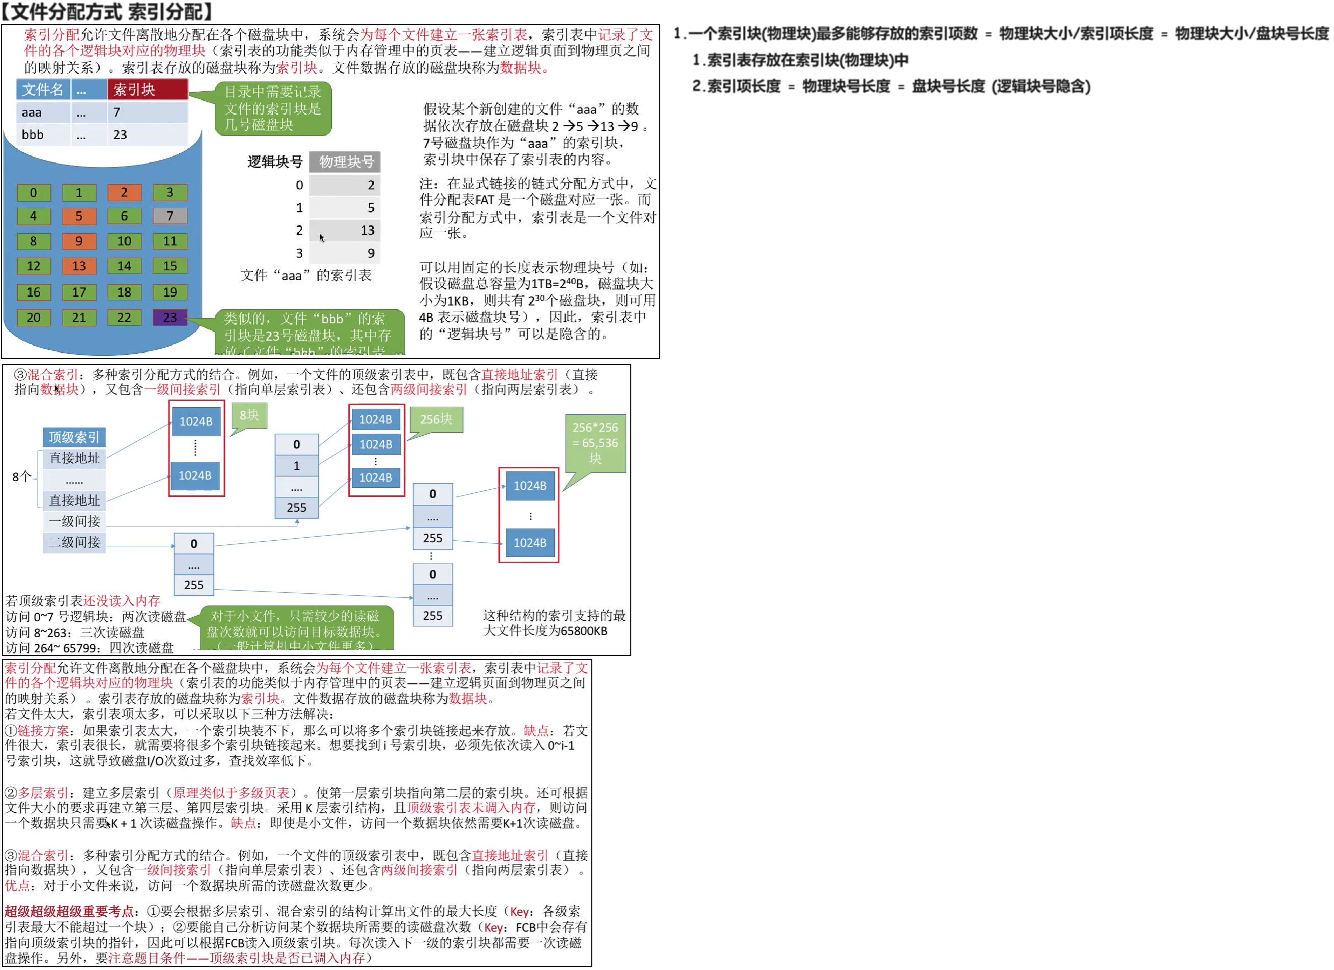 【文件分配方式 索引分配】
索引分配允许文件离散地分配在各个磁盘块中，系统会为每个文件建立一张索引表，索引表中记录了文
件的各个逻辑块对应的物理块（索引表的功能类似于内存管理中的页表——建立逻辑页面到物理页之间
的映射关系）。索引表存放的磁盘块称为索引块。文件数据存放的磁盘块称为数据块。
文件名 ... 索引块
aaa ... 7
bbb ... 23
目录中需要记录
文件的索引块是
几号磁盘块
0 1 2 3
4 5 6 7
8 9 10 11
12 13 14 15
16 17 18 19
20 21 22 23
逻辑块号 物理块号
0 2
1 5
2 13
3 9
文件“aaa”的索引表
类似的，文件“bbb”的索
引块是23号磁盘块，其中存
放了文件“bbb”的索引表
假设某个新创建的文件“aaa”的数
据依次存放在磁盘块 2→5→13→9 。
7号磁盘块作为“aaa”的索引块，
索引块中保存了索引表的内容。
注：在显式链接的链式分配方式中，文
件分配表FAT 是一个磁盘对应一张。而
索引分配方式中，索引表是一个文件对
应一张。
可以用固定的长度表示物理块号（如：
假设磁盘总容量为1TB=2⁴⁰B，磁盘块大
小为1KB，则共有 2³⁰个磁盘块，则可用
4B 表示磁盘块号），因此，索引表中
的“逻辑块号”可以是隐含的。
1.一个索引块(物理块)最多能够存放的索引项数 = 物理块大小/索引项长度 = 物理块大小/盘块号长度
1.索引表存放在索引块(物理块)中
2.索引项长度 = 物理块号长度 = 盘块号长度 (逻辑块号隐含)
③混合索引：多种索引分配方式的结合。例如，一个文件的顶级索引表中，既包含直接地址索引（直接
指向数据块），又包含一级间接索引（指向单层索引表）、还包含两级间接索引（指向两层索引表）。
顶级索引
直接地址
......
直接地址
一级间接
二级间接
8个
1024B
1024B
8块
0
1
....
255
1024B
1024B
1024B
256块
0
....
255
0
....
255
0
....
255
1024B
1024B
256*256
= 65,536
块
若顶级索引表还没读入内存
访问 0~7 号逻辑块：两次读磁盘
访问 8~263：三次读磁盘
访问 264~ 65799：四次读磁盘
对于小文件，只需较少的读磁
盘次数就可以访问目标数据块。
（一般计算机中小文件更多）
这种结构的索引支持的最
大文件长度为65800KB
索引分配允许文件离散地分配在各个磁盘块中，系统会为每个文件建立一张索引表，索引表中记录了文
件的各个逻辑块对应的物理块（索引表的功能类似于内存管理中的页表——建立逻辑页面到物理页之间
的映射关系）。索引表存放的磁盘块称为索引块。文件数据存放的磁盘块称为数据块。
若文件太大，索引表项太多，可以采取以下三种方法解决：
①链接方案：如果索引表太大，一个索引块装不下，那么可以将多个索引块链接起来存放。缺点：若文
件很大，索引表很长，就需要将很多个索引块链接起来。想要找到 i 号索引块，必须先依次读入 0~i-1
号索引块，这就导致磁盘I/O次数过多，查找效率低下。
②多层索引：建立多层索引（原理类似于多级页表）。使第一层索引块指向第二层的索引块。还可根据
文件大小的要求再建立第三层、第四层索引块。采用 K 层索引结构，且顶级索引表未调入内存，则访问
一个数据块只需要 K + 1 次读磁盘操作。缺点：即使是小文件，访问一个数据块依然需要K+1次读磁盘。
③混合索引：多种索引分配方式的结合。例如，一个文件的顶级索引表中，既包含直接地址索引（直接
指向数据块），又包含一级间接索引（指向单层索引表）、还包含两级间接索引（指向两层索引表）。
优点：对于小文件来说，访问一个数据块所需的读磁盘次数更少。
超级超级超级重要考点：①要会根据多层索引、混合索引的结构计算出文件的最大长度（Key：各级索
引表最大不能超过一个块）；②要能自己分析访问某个数据块所需要的读磁盘次数（Key：FCB中会存有
指向顶级索引块的指针，因此可以根据FCB读入顶级索引块。每次读入下一级的索引块都需要一次读磁
盘操作。另外，要注意题目条件——顶级索引块是否已调入内存）